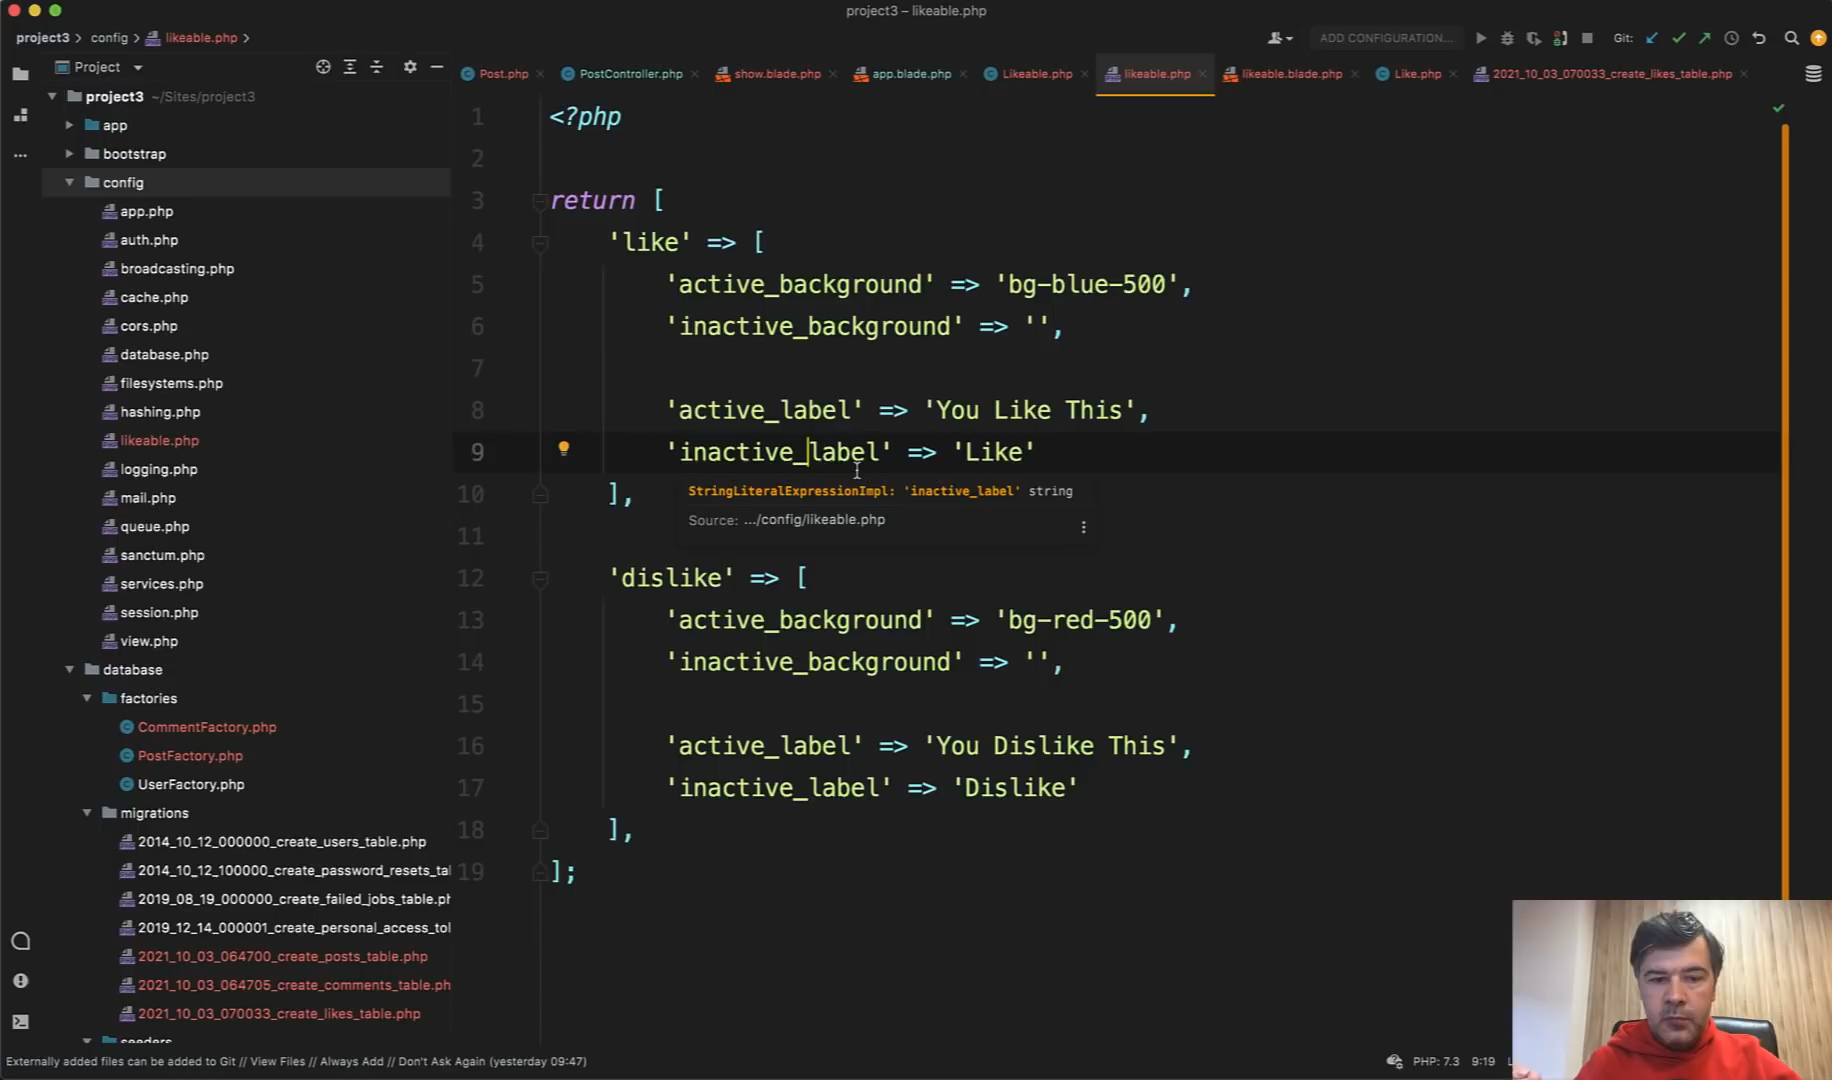 project3 – likeable.php
project3 > config > likeable.php >
ADD CONFIGURATION...
Git:
Project
Post.php
PostController.php
show.blade.php
app.blade.php
Likeable.php
likeable.php
likeable.blade.php
Like.php
2021_10_03_070033_create_likes_table.php
project3 ~/Sites/project3
app
bootstrap
config
app.php
auth.php
broadcasting.php
cache.php
cors.php
database.php
filesystems.php
hashing.php
likeable.php
logging.php
mail.php
queue.php
sanctum.php
services.php
session.php
view.php
database
factories
CommentFactory.php
PostFactory.php
UserFactory.php
migrations
2014_10_12_000000_create_users_table.php
2014_10_12_100000_create_password_resets_ta
2019_08_19_000000_create_failed_jobs_table.ph
2019_12_14_000001_create_personal_access_tol
2021_10_03_064700_create_posts_table.php
2021_10_03_064705_create_comments_table.ph
2021_10_03_070033_create_likes_table.php
seeders
1 <?php
2
3 return [
4 'like' => [
5 'active_background' => 'bg-blue-500',
6 'inactive_background' => '',
7
8 'active_label' => 'You Like This',
9 'inactive_label' => 'Like'
10 ],
StringLiteralExpressionImpl: 'inactive_label' string
Source: .../config/likeable.php
11
12 'dislike' => [
13 'active_background' => 'bg-red-500',
14 'inactive_background' => '',
15
16 'active_label' => 'You Dislike This',
17 'inactive_label' => 'Dislike'
18 ],
19 ];
Externally added files can be added to Git // View Files // Always Add // Don't Ask Again (yesterday 09:47)
PHP: 7.3 9:19